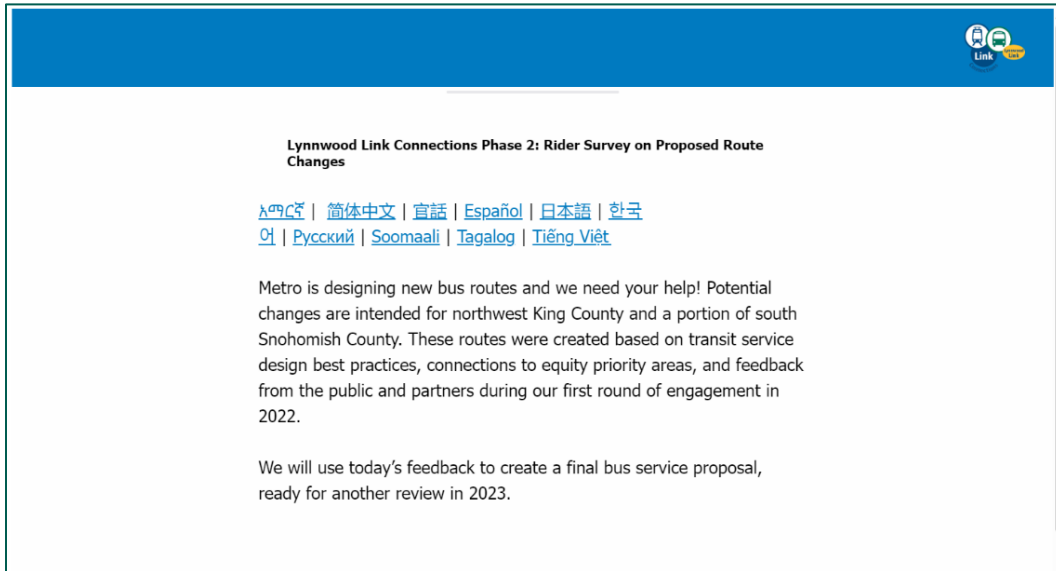 Link
Link
Lynnwood Link Connections Phase 2: Rider Survey on Proposed Route
Changes
አማርኛ | 简体中文 | 官話 | Español | 日本語 | 한국
어 | Русский | Soomaali | Tagalog | Tiếng Việt
Metro is designing new bus routes and we need your help! Potential
changes are intended for northwest King County and a portion of south
Snohomish County. These routes were created based on transit service
design best practices, connections to equity priority areas, and feedback
from the public and partners during our first round of engagement in
2022.
We will use today’s feedback to create a final bus service proposal,
ready for another review in 2023.